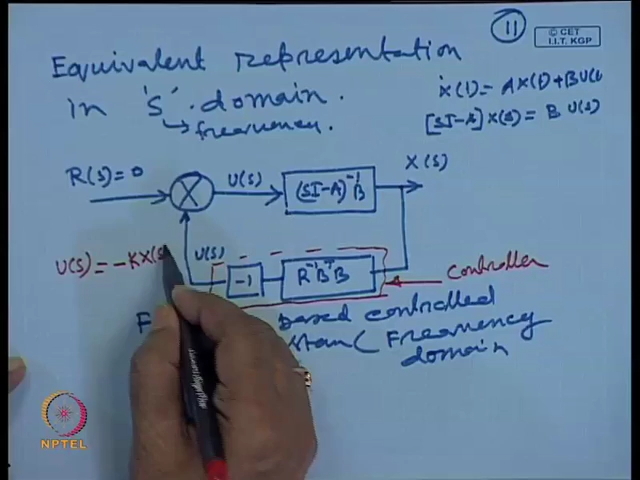 11
© CET
I.I.T. KGP
Equivalent Representation
in 's' domain.
frequency.
Ẋ(t) = AX(t) + BU(
[SI-A] X(s) = B U(s)
R(s) = 0
U(s)
(SI-A)⁻¹B
X(s)
U(s) = -KX(s
U(s)
-1
R⁻¹BᵀB
controller
based controlled
(Frequency
domain
NPTEL